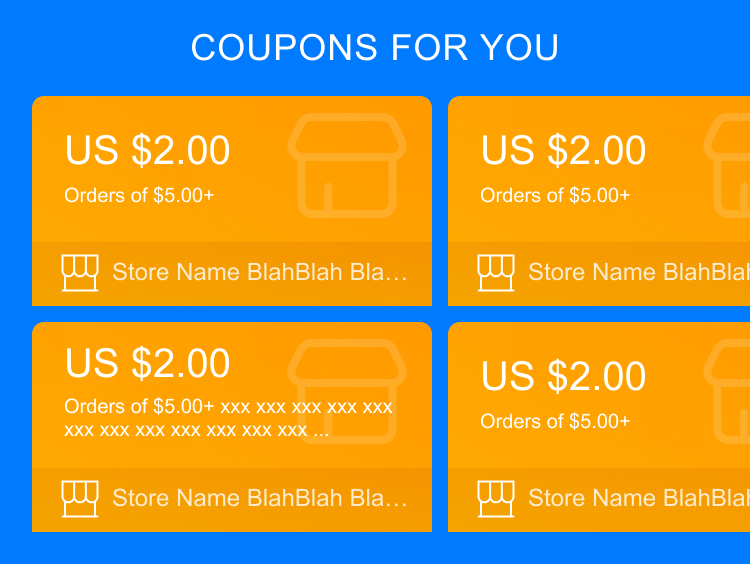 COUPONS FOR YOU
US $2.00
Orders of $5.00+
Store Name BlahBlah Bla...
US $2.00
Orders of $5.00+
Store Name BlahBlah
US $2.00
Orders of $5.00+ xxx xxx xxx xxx xxx
xxx xxx xxx xxx xxx xxx xxx ...
Store Name BlahBlah Bla...
US $2.00
Orders of $5.00+
Store Name BlahBlah